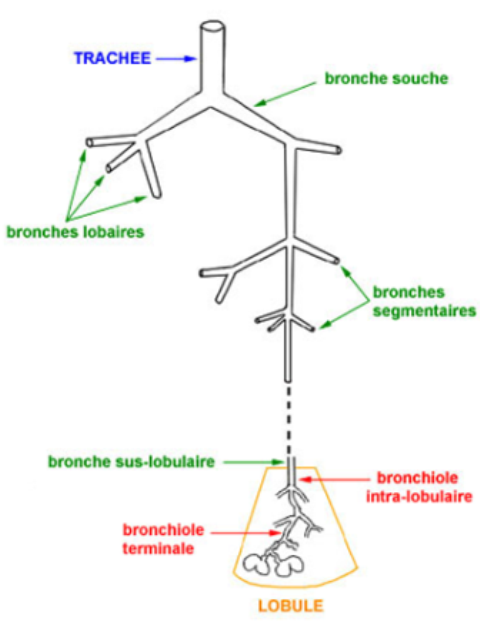 TRACHEE
bronche souche
bronches lobaires
bronches
segmentaires
bronche sus-lobulaire
bronchiole
intra-lobulaire
bronchiole
terminale
LOBULE